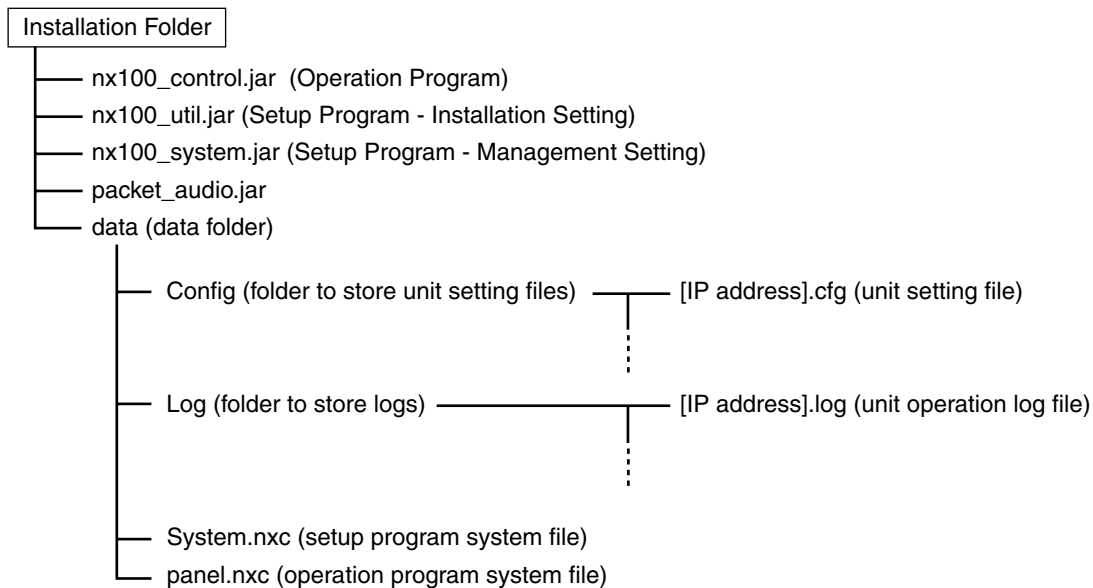 Installation Folder
nx100_control.jar (Operation Program)
nx100_util.jar (Setup Program - Installation Setting)
nx100_system.jar (Setup Program - Management Setting)
packet_audio.jar
data (data folder)
Config (folder to store unit setting files) [IP address].cfg (unit setting file)
Log (folder to store logs) [IP address].log (unit operation log file)
System.nxc (setup program system file)
panel.nxc (operation program system file)